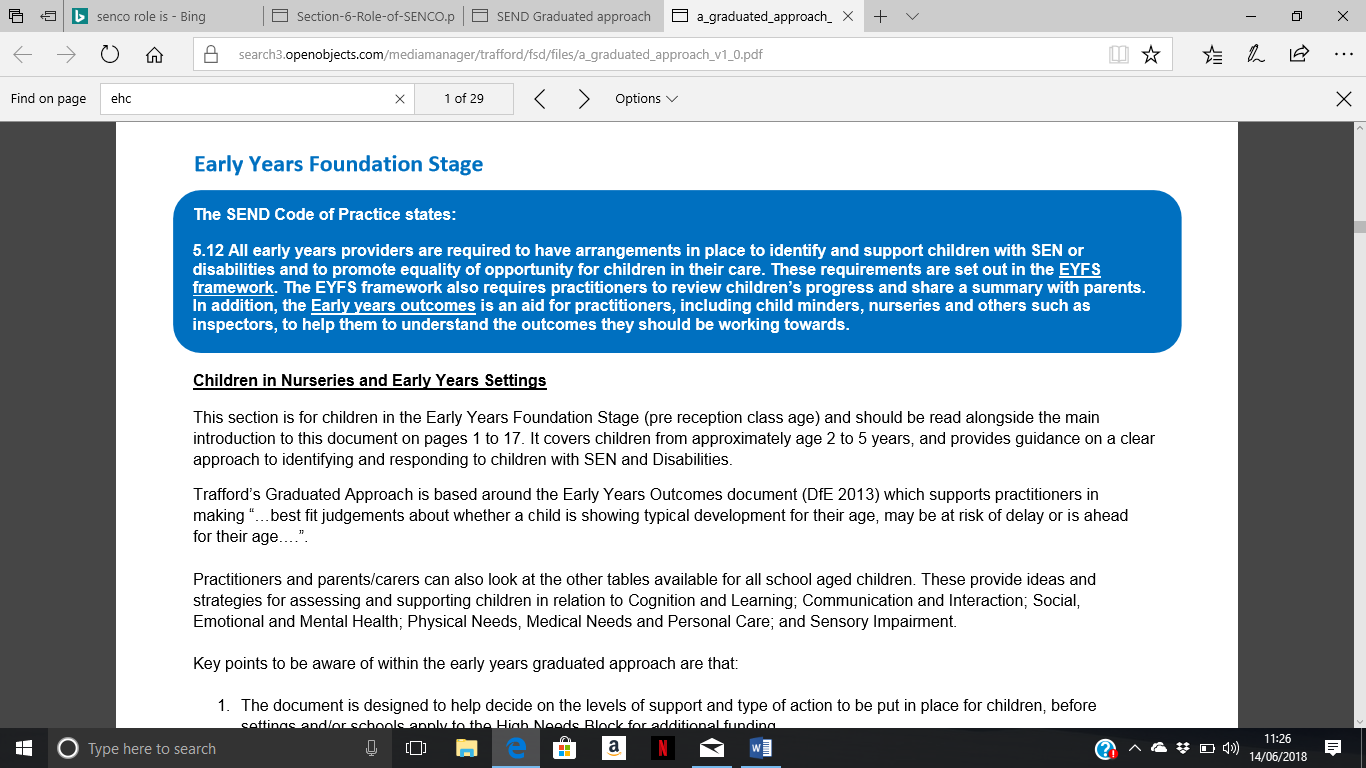 senco role is - Bing
Section-6-Role-of-SENCO.p
SEND Graduated approach
a_graduated_approach_
search3.openobjects.com/mediamanager/trafford/fsd/files/a_graduated_approach_v1_0.pdf
Find on page
ehc
1 of 29
Options
Early Years Foundation Stage
The SEND Code of Practice states:
5.12 All early years providers are required to have arrangements in place to identify and support children with SEN or
disabilities and to promote equality of opportunity for children in their care. These requirements are set out in the EYFS
framework. The EYFS framework also requires practitioners to review children's progress and share a summary with parents.
In addition, the Early years outcomes is an aid for practitioners, including child minders, nurseries and others such as
inspectors, to help them to understand the outcomes they should be working towards.
Children in Nurseries and Early Years Settings
This section is for children in the Early Years Foundation Stage (pre reception class age) and should be read alongside the main
introduction to this document on pages 1 to 17. It covers children from approximately age 2 to 5 years, and provides guidance on a clear
approach to identifying and responding to children with SEN and Disabilities.
Trafford's Graduated Approach is based around the Early Years Outcomes document (DfE 2013) which supports practitioners in
making "…best fit judgements about whether a child is showing typical development for their age, may be at risk of delay or is ahead
for their age….".
Practitioners and parents/carers can also look at the other tables available for all school aged children. These provide ideas and
strategies for assessing and supporting children in relation to Cognition and Learning; Communication and Interaction; Social,
Emotional and Mental Health; Physical Needs, Medical Needs and Personal Care; and Sensory Impairment.
Key points to be aware of within the early years graduated approach are that:
1. The document is designed to help decide on the levels of support and type of action to be put in place for children, before
settings and/or schools apply to the High Needs Block for additional funding
Type here to search
11:26
14/06/2018